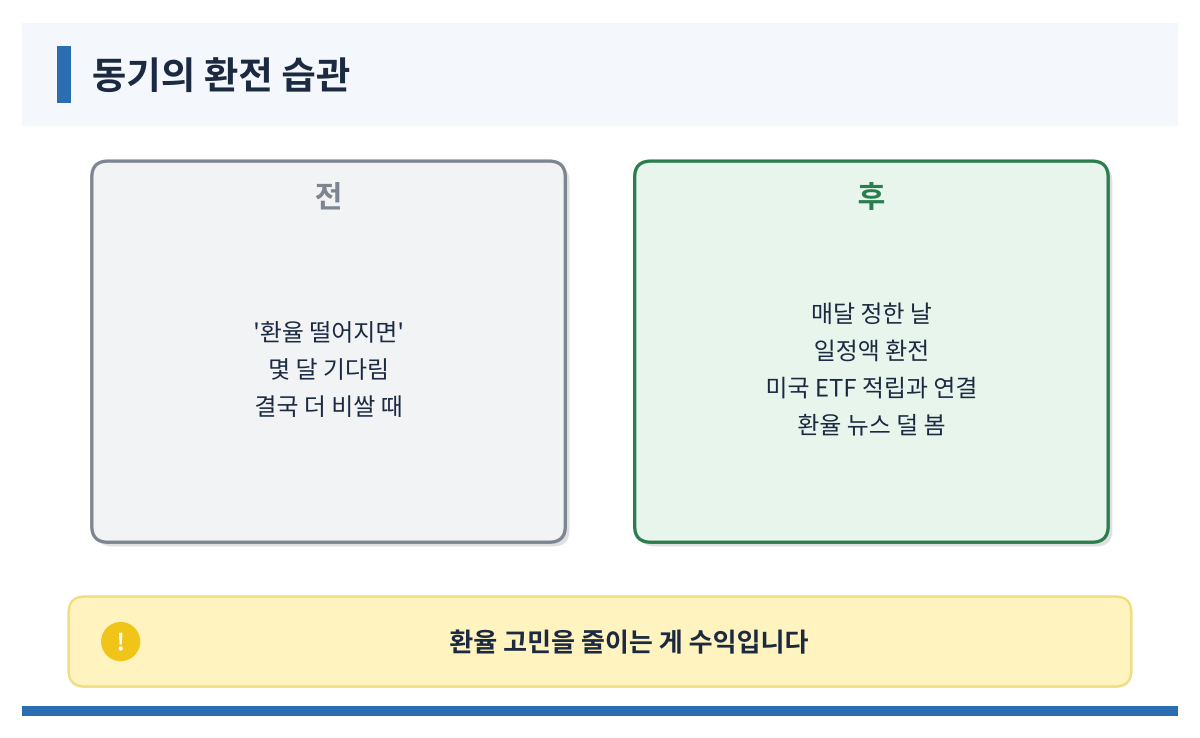 동기의 환전 습관
전
'환율 떨어지면'
몇 달 기다림
결국 더 비쌀 때
후
매달 정한 날
일정액 환전
미국 ETF 적립과 연결
환율 뉴스 덜 봄
!
환율 고민을 줄이는 게 수익입니다